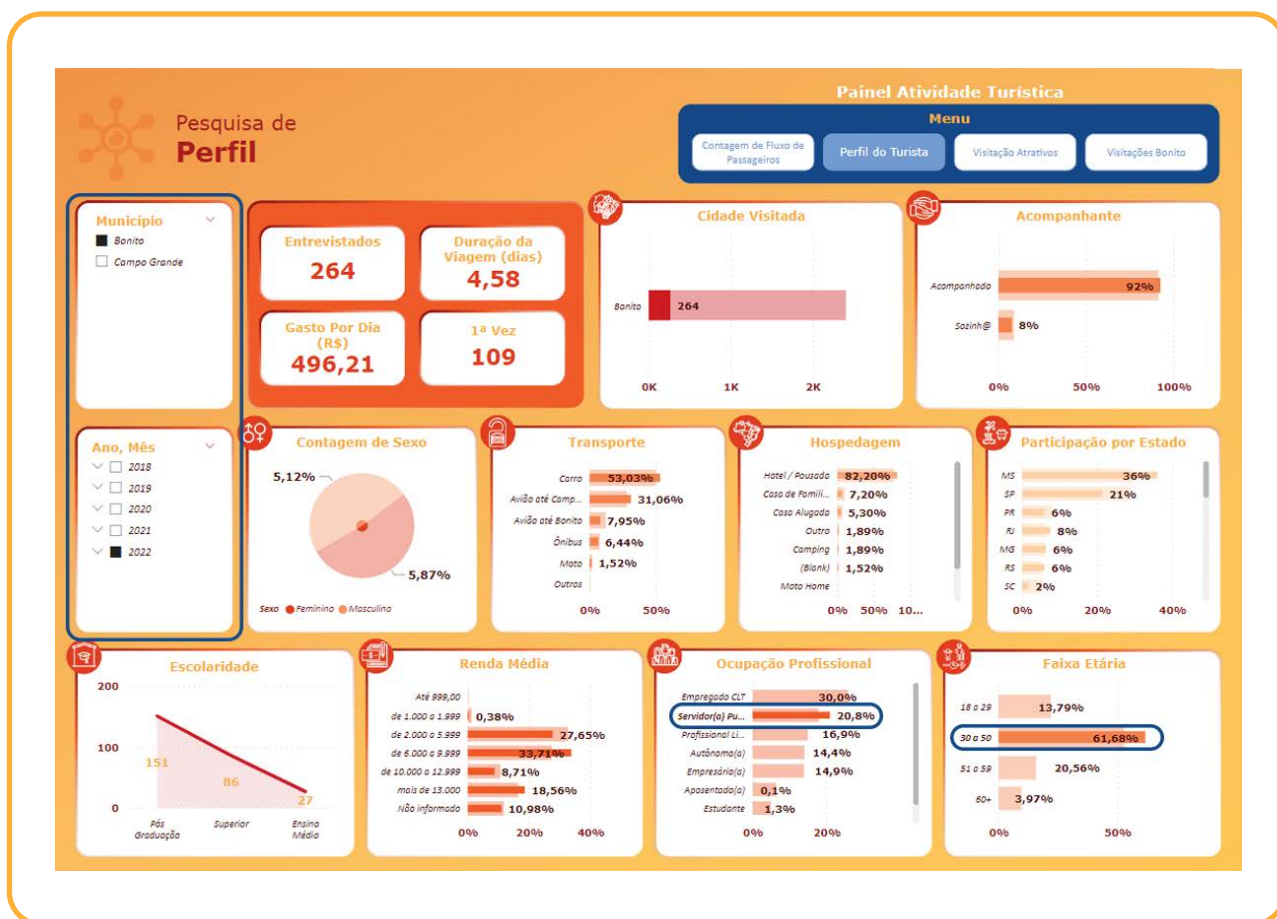 Pesquisa de
Perfil
Painel Atividade Turística
Menu
Contagem de Fluxo de
Passageiros
Perfil do Turista
Visitação Atrativos
Visitações Bonito
Município
Bonito
Campo Grande
Entrevistados
264
Duração da
Viagem (dias)
4,58
Gasto Por Dia
(R$)
496,21
1ª Vez
109
Cidade Visitada
Bonito
264
0K 1K 2K
Acompanhante
Acompanhado 92%
Sozinh@ 8%
0% 50% 100%
Ano, Mês
2018
2019
2020
2021
2022
Contagem de Sexo
5,12%
5,87%
Sexo Feminino Masculino
Transporte
Carro 53,03%
Avião até Camp... 31,06%
Avião até Bonito 7,95%
Ônibus 6,44%
Moto 1,52%
Outros
0% 50%
Hospedagem
Hotel / Pousada 82,20%
Casa de Famíli... 7,20%
Casa Alugada 5,30%
Outro 1,89%
Camping 1,89%
(Blank) 1,52%
Moto Home
0% 50% 10...
Participação por Estado
MS 36%
SP 21%
PR 6%
RJ 8%
MG 6%
RS 6%
SC 2%
0% 20% 40%
Escolaridade
200
100
0
151
86
27
Pós
Graduação
Superior
Ensino
Médio
Renda Média
Até 999,00
de 1.000 a 1.999 0,38%
de 2.000 a 5.999 27,65%
de 6.000 a 9.999 33,71%
de 10.000 a 12.999 8,71%
mais de 13.000 18,56%
Não informado 10,98%
0% 20% 40%
Ocupação Profissional
Empregado CLT 30,0%
Servidor(a) Pu... 20,8%
Profissional Li... 16,9%
Autônomo(a) 14,4%
Empresário(a) 14,9%
Aposentado(a) 0,1%
Estudante 1,3%
0% 20%
Faixa Etária
18 a 29 13,79%
30 a 50 61,68%
51 a 59 20,56%
60+ 3,97%
0% 50%